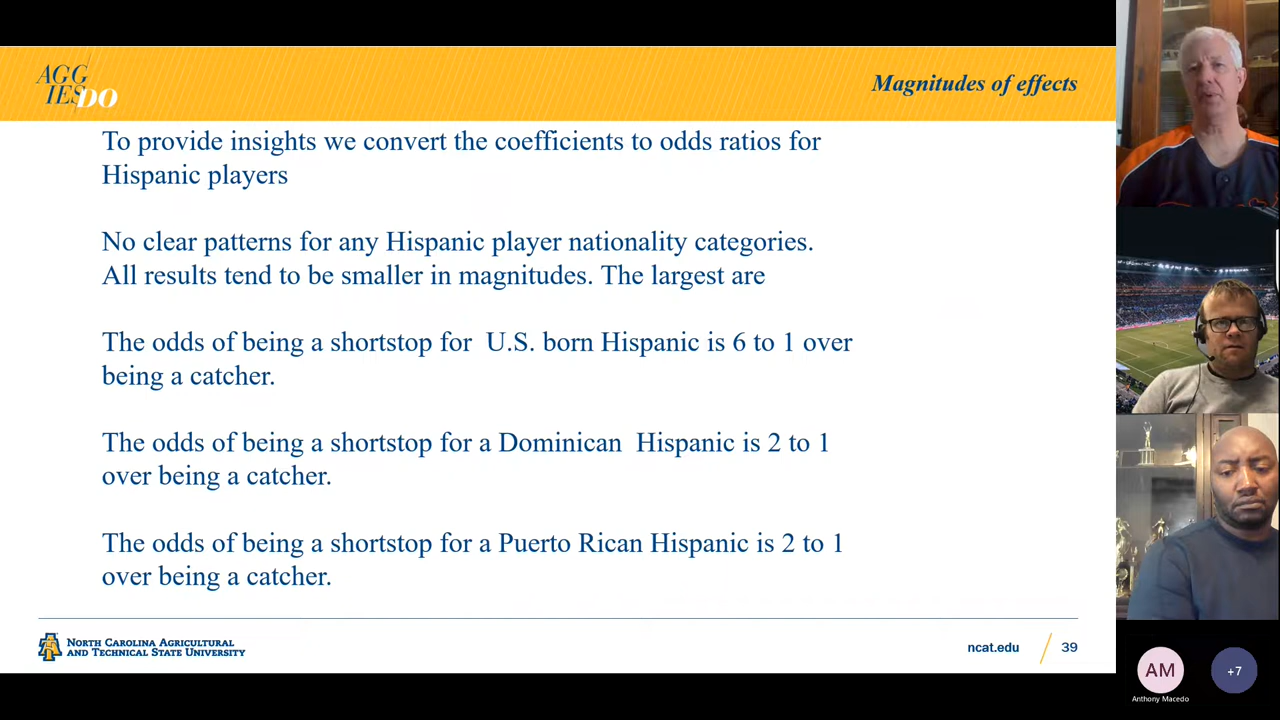 AGG
IES DO
Magnitudes of effects
To provide insights we convert the coefficients to odds ratios for
Hispanic players
No clear patterns for any Hispanic player nationality categories.
All results tend to be smaller in magnitudes. The largest are
The odds of being a shortstop for U.S. born Hispanic is 6 to 1 over
being a catcher.
The odds of being a shortstop for a Dominican Hispanic is 2 to 1
over being a catcher.
The odds of being a shortstop for a Puerto Rican Hispanic is 2 to 1
over being a catcher.
NORTH CAROLINA AGRICULTURAL
AND TECHNICAL STATE UNIVERSITY
ncat.edu
39
AM
Anthony Macedo
+7